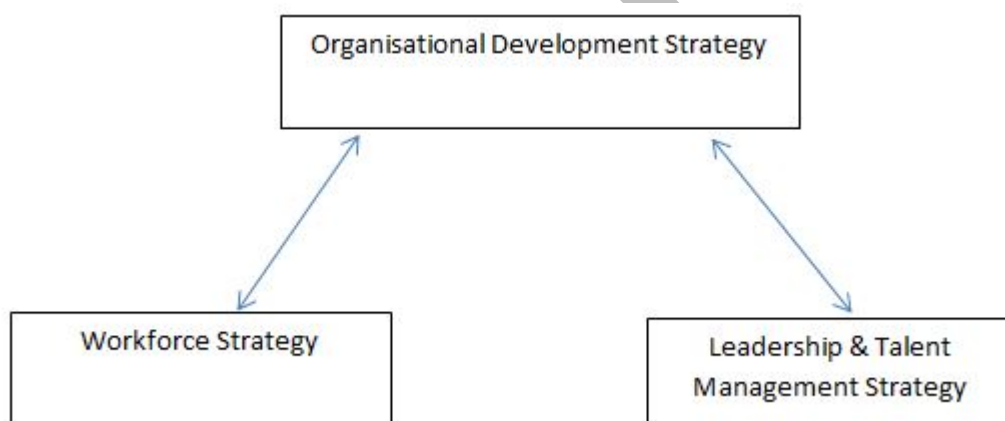 Organisational Development Strategy
Workforce Strategy
Leadership & Talent
Management Strategy